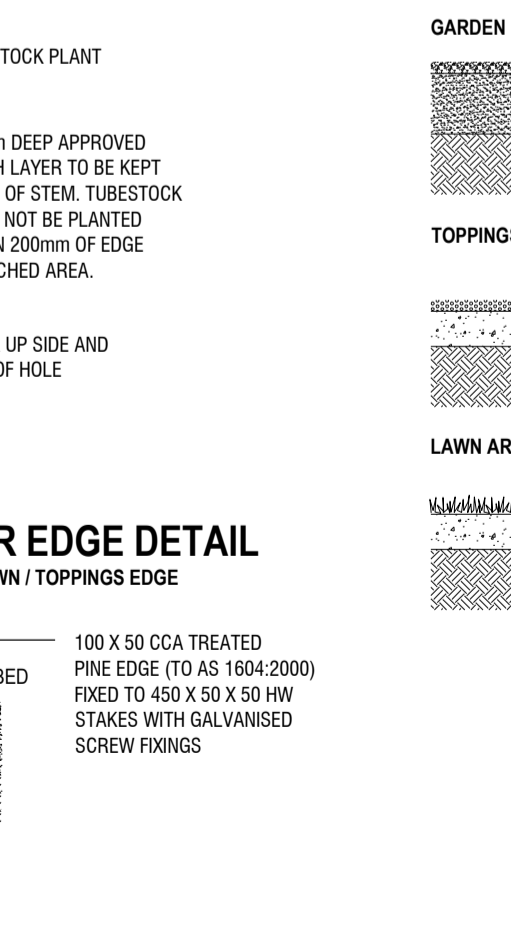 TOCK PLANT
DEEP APPROVED
LAYER TO BE KEPT
OF STEM. TUBESTOCK
NOT BE PLANTED
N 200mm OF EDGE
CHED AREA.
UP SIDE AND
OF HOLE
R EDGE DETAIL
WN / TOPPINGS EDGE
BED
100 X 50 CCA TREATED
PINE EDGE (TO AS 1604:2000)
FIXED TO 450 X 50 X 50 HW
STAKES WITH GALVANISED
SCREW FIXINGS
GARDEN
TOPPINGS
LAWN AR